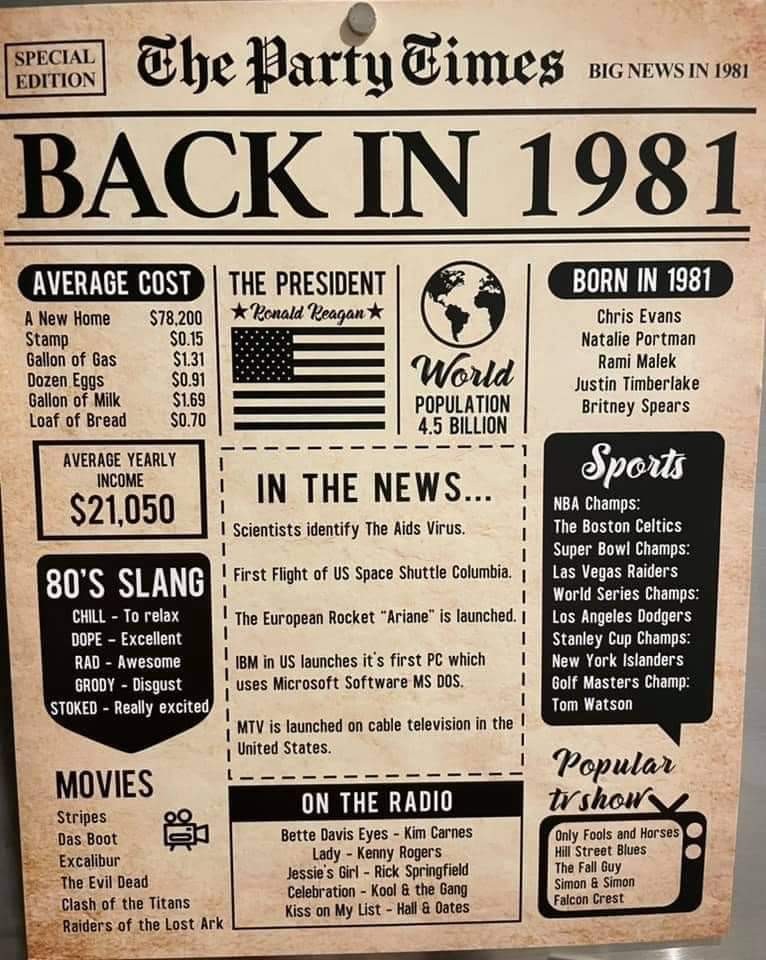 SPECIAL
EDITION
The Party Times
BIG NEWS IN 1981
BACK IN 1981
AVERAGE COST
A New Home $78,200
Stamp $0.15
Gallon of Gas $1.31
Dozen Eggs $0.91
Gallon of Milk $1.69
Loaf of Bread $0.70
THE PRESIDENT
Ronald Reagan
World
POPULATION
4.5 BILLION
BORN IN 1981
Chris Evans
Natalie Portman
Rami Malek
Justin Timberlake
Britney Spears
AVERAGE YEARLY
INCOME
$21,050
80'S SLANG
CHILL - To relax
DOPE - Excellent
RAD - Awesome
GRODY - Disgust
STOKED - Really excited
IN THE NEWS...
Scientists identify The Aids Virus.
First Flight of US Space Shuttle Columbia.
The European Rocket "Ariane" is launched.
IBM in US launches it's first PC which
uses Microsoft Software MS DOS.
MTV is launched on cable television in the
United States.
Sports
NBA Champs:
The Boston Celtics
Super Bowl Champs:
Las Vegas Raiders
World Series Champs:
Los Angeles Dodgers
Stanley Cup Champs:
New York Islanders
Golf Masters Champ:
Tom Watson
MOVIES
Stripes
Das Boot
Excalibur
The Evil Dead
Clash of the Titans
Raiders of the Lost Ark
ON THE RADIO
Bette Davis Eyes - Kim Carnes
Lady - Kenny Rogers
Jessie's Girl - Rick Springfield
Celebration - Kool & the Gang
Kiss on My List - Hall & Oates
Popular
tv show
Only Fools and Horses
Hill Street Blues
The Fall Guy
Simon & Simon
Falcon Crest